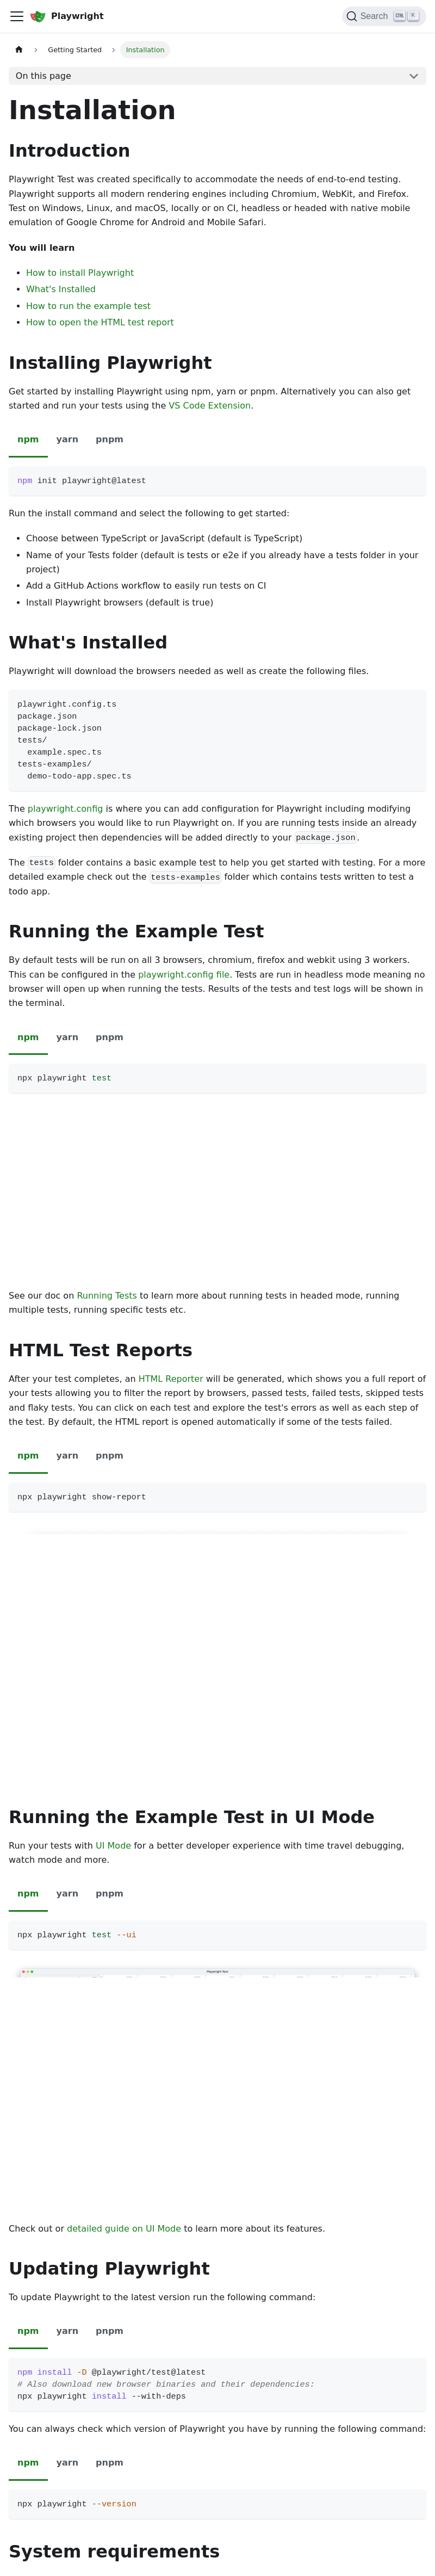 Playwright
Search CTRL K
Getting Started
Installation
On this page
Installation
Introduction
Playwright Test was created specifically to accommodate the needs of end-to-end testing.
Playwright supports all modern rendering engines including Chromium, WebKit, and Firefox.
Test on Windows, Linux, and macOS, locally or on CI, headless or headed with native mobile
emulation of Google Chrome for Android and Mobile Safari.
You will learn
How to install Playwright
What's Installed
How to run the example test
How to open the HTML test report
Installing Playwright
Get started by installing Playwright using npm, yarn or pnpm. Alternatively you can also get
started and run your tests using the VS Code Extension.
npm yarn pnpm
npm init playwright@latest
Run the install command and select the following to get started:
Choose between TypeScript or JavaScript (default is TypeScript)
Name of your Tests folder (default is tests or e2e if you already have a tests folder in your
project)
Add a GitHub Actions workflow to easily run tests on CI
Install Playwright browsers (default is true)
What's Installed
Playwright will download the browsers needed as well as create the following files.
playwright.config.ts
package.json
package-lock.json
tests/
example.spec.ts
tests-examples/
demo-todo-app.spec.ts
The playwright.config is where you can add configuration for Playwright including modifying
which browsers you would like to run Playwright on. If you are running tests inside an already
existing project then dependencies will be added directly to your package.json.
The tests folder contains a basic example test to help you get started with testing. For a more
detailed example check out the tests-examples folder which contains tests written to test a
todo app.
Running the Example Test
By default tests will be run on all 3 browsers, chromium, firefox and webkit using 3 workers.
This can be configured in the playwright.config file. Tests are run in headless mode meaning no
browser will open up when running the tests. Results of the tests and test logs will be shown in
the terminal.
npm yarn pnpm
npx playwright test
See our doc on Running Tests to learn more about running tests in headed mode, running
multiple tests, running specific tests etc.
HTML Test Reports
After your test completes, an HTML Reporter will be generated, which shows you a full report of
your tests allowing you to filter the report by browsers, passed tests, failed tests, skipped tests
and flaky tests. You can click on each test and explore the test's errors as well as each step of
the test. By default, the HTML report is opened automatically if some of the tests failed.
npm yarn pnpm
npx playwright show-report
Running the Example Test in UI Mode
Run your tests with UI Mode for a better developer experience with time travel debugging,
watch mode and more.
npm yarn pnpm
npx playwright test --ui
Playwright Test
Check out or detailed guide on UI Mode to learn more about its features.
Updating Playwright
To update Playwright to the latest version run the following command:
npm yarn pnpm
npm install -D @playwright/test@latest
# Also download new browser binaries and their dependencies:
npx playwright install --with-deps
You can always check which version of Playwright you have by running the following command:
npm yarn pnpm
npx playwright --version
System requirements